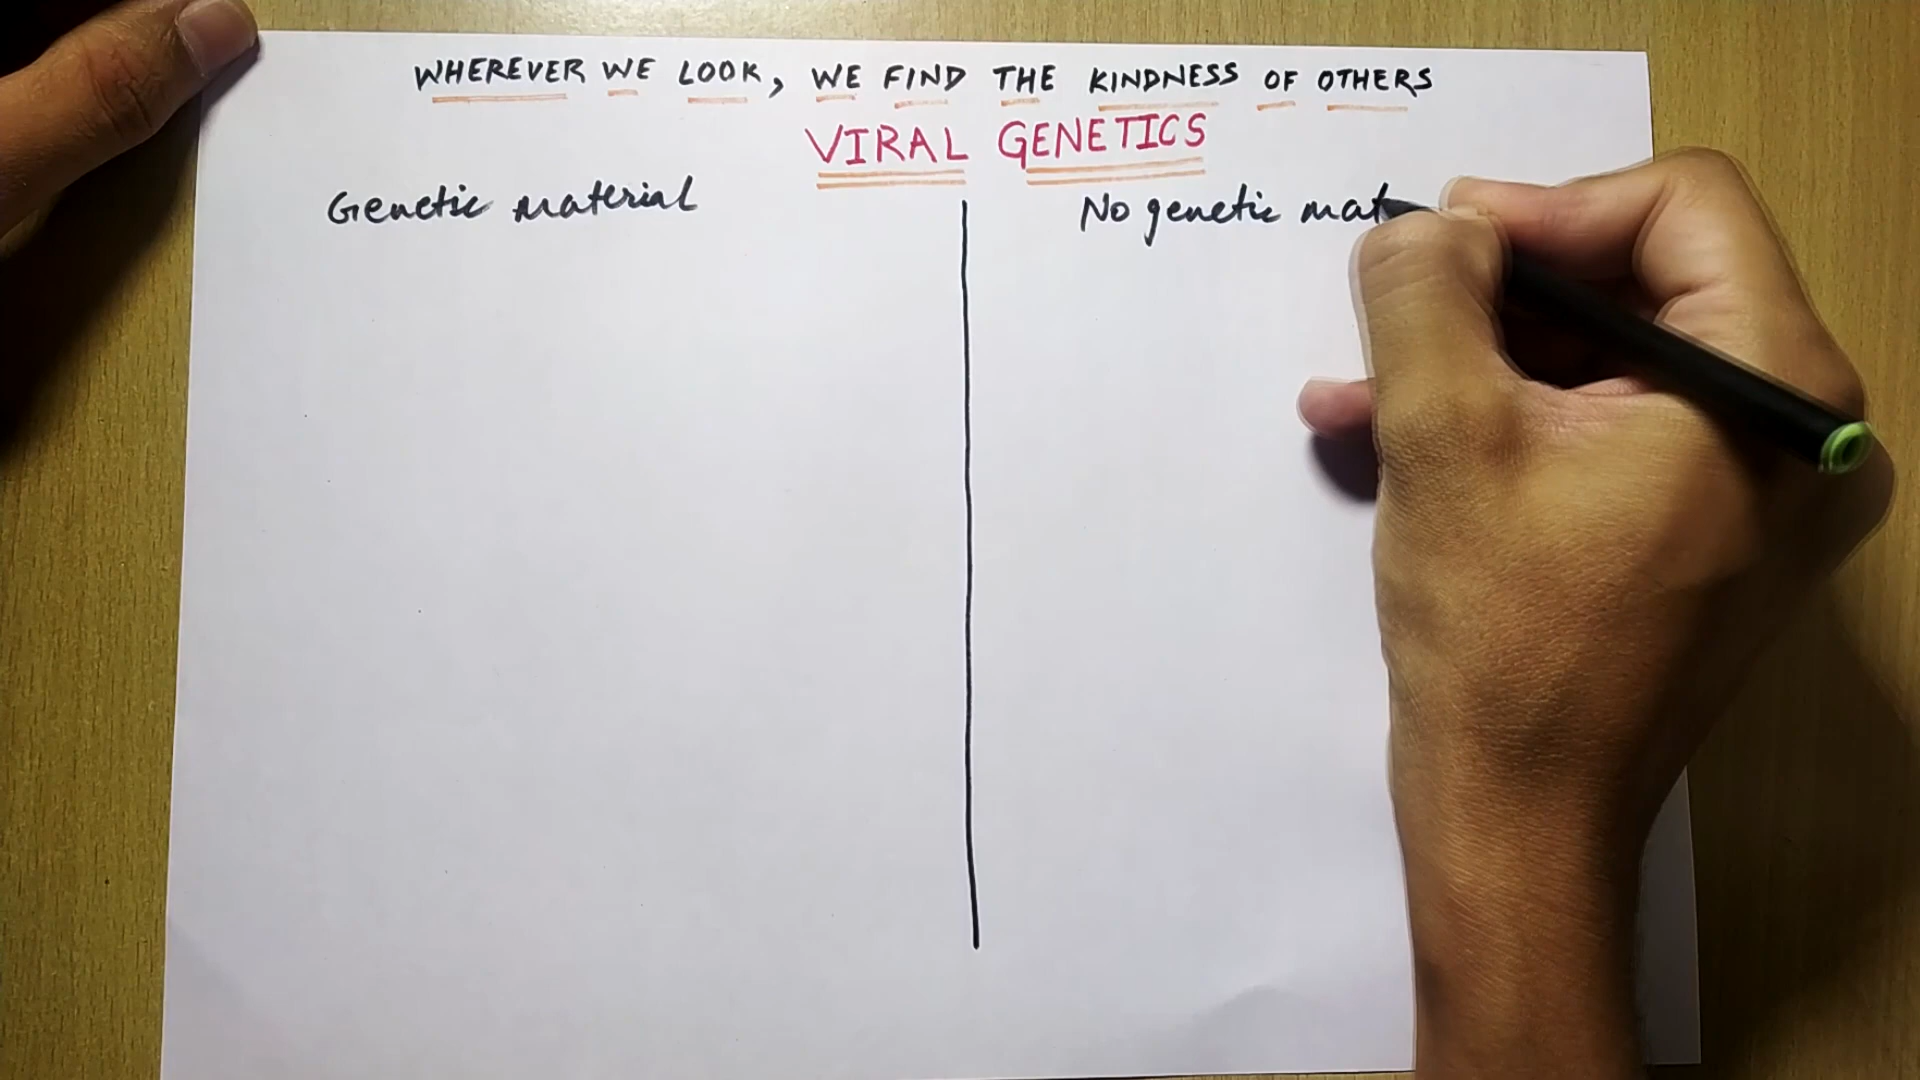 WHEREVER WE LOOK, WE FIND THE KINDNESS OF OTHERS
VIRAL GENETICS
Genetic material
No genetic mat